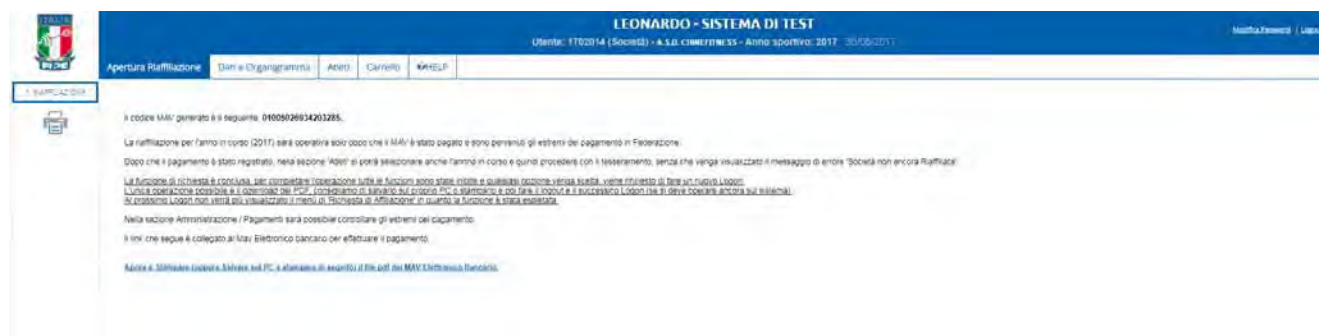 ITALIA
LEONARDO - SISTEMA DI TEST
Utente: 1702014 (Società) - A.S.D. CONNEFITNESS - Anno sportivo: 2017 30/06/2017
Modifica Password | Logout
Apertura Riaffiliazione Dati e Organigramma Atleti Carrello HELP
Il codice MAV generato è il seguente: 01005026934203285.
La riaffiliazione per l'anno in corso (2017) sarà operativa solo dopo che il MAV è stato pagato e sono pervenuti gli estremi del pagamento in Federazione.
Dopo che il pagamento è stato registrato, nella sezione 'Atleti' si potrà selezionare anche l'anno in corso e quindi procedere con il tesseramento, senza che venga visualizzato il messaggio di errore 'Società non ancora Riaffiliata'
La funzione di richiesta è conclusa, per completare l'operazione tutte le funzioni sono state inibite e qualsiasi opzione venga scelta, viene richiesto di fare un nuovo Logon.
L'unica operazione possibile è il download del PDF, consigliamo di salvarlo sul proprio PC o stamparlo e poi fare il logout e il successivo Logon (se si deve operare ancora sul sistema).
Al prossimo Logon non verrà più visualizzato il menù di 'Richiesta di Affiliazione' in quanto la funzione è stata espletata.
Nella sezione Amministrazione / Pagamenti sarà possibile controllare gli estremi del pagamento.
Il link che segue è collegato al Mav Elettronico bancario per effettuare il pagamento.
Aprire e Stampare (oppure Salvare sul PC e stampare di seguito) il file pdf del MAV Elettronico Bancario.